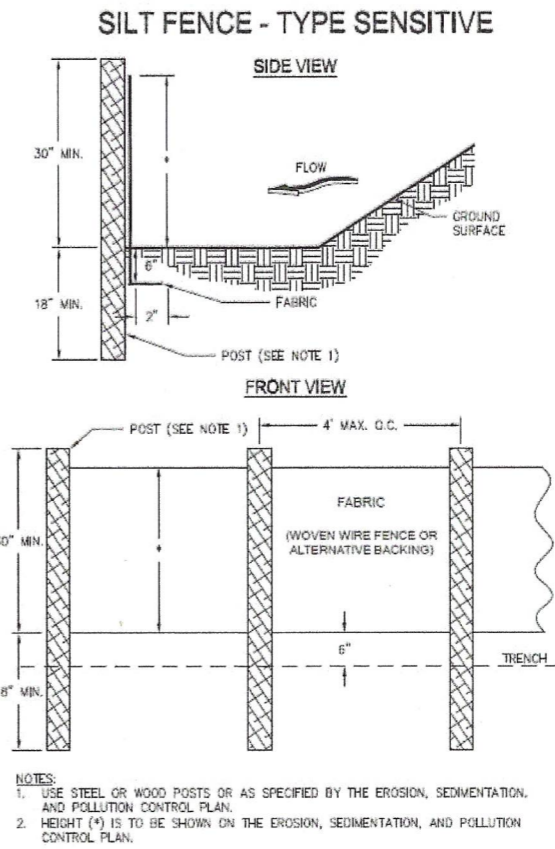 SILT FENCE - TYPE SENSITIVE
SIDE VIEW
30" MIN.
*
FLOW
GROUND
SURFACE
6"
18" MIN.
2"
FABRIC
POST (SEE NOTE 1)
FRONT VIEW
POST (SEE NOTE 1)
4' MAX. O.C.
0" MIN.
*
FABRIC
(WOVEN WIRE FENCE OR
ALTERNATIVE BACKING)
6"
TRENCH
8" MIN.
NOTES:
1. USE STEEL OR WOOD POSTS OR AS SPECIFIED BY THE EROSION, SEDIMENTATION,
AND POLLUTION CONTROL PLAN.
2. HEIGHT (*) IS TO BE SHOWN ON THE EROSION, SEDIMENTATION, AND POLLUTION
CONTROL PLAN.